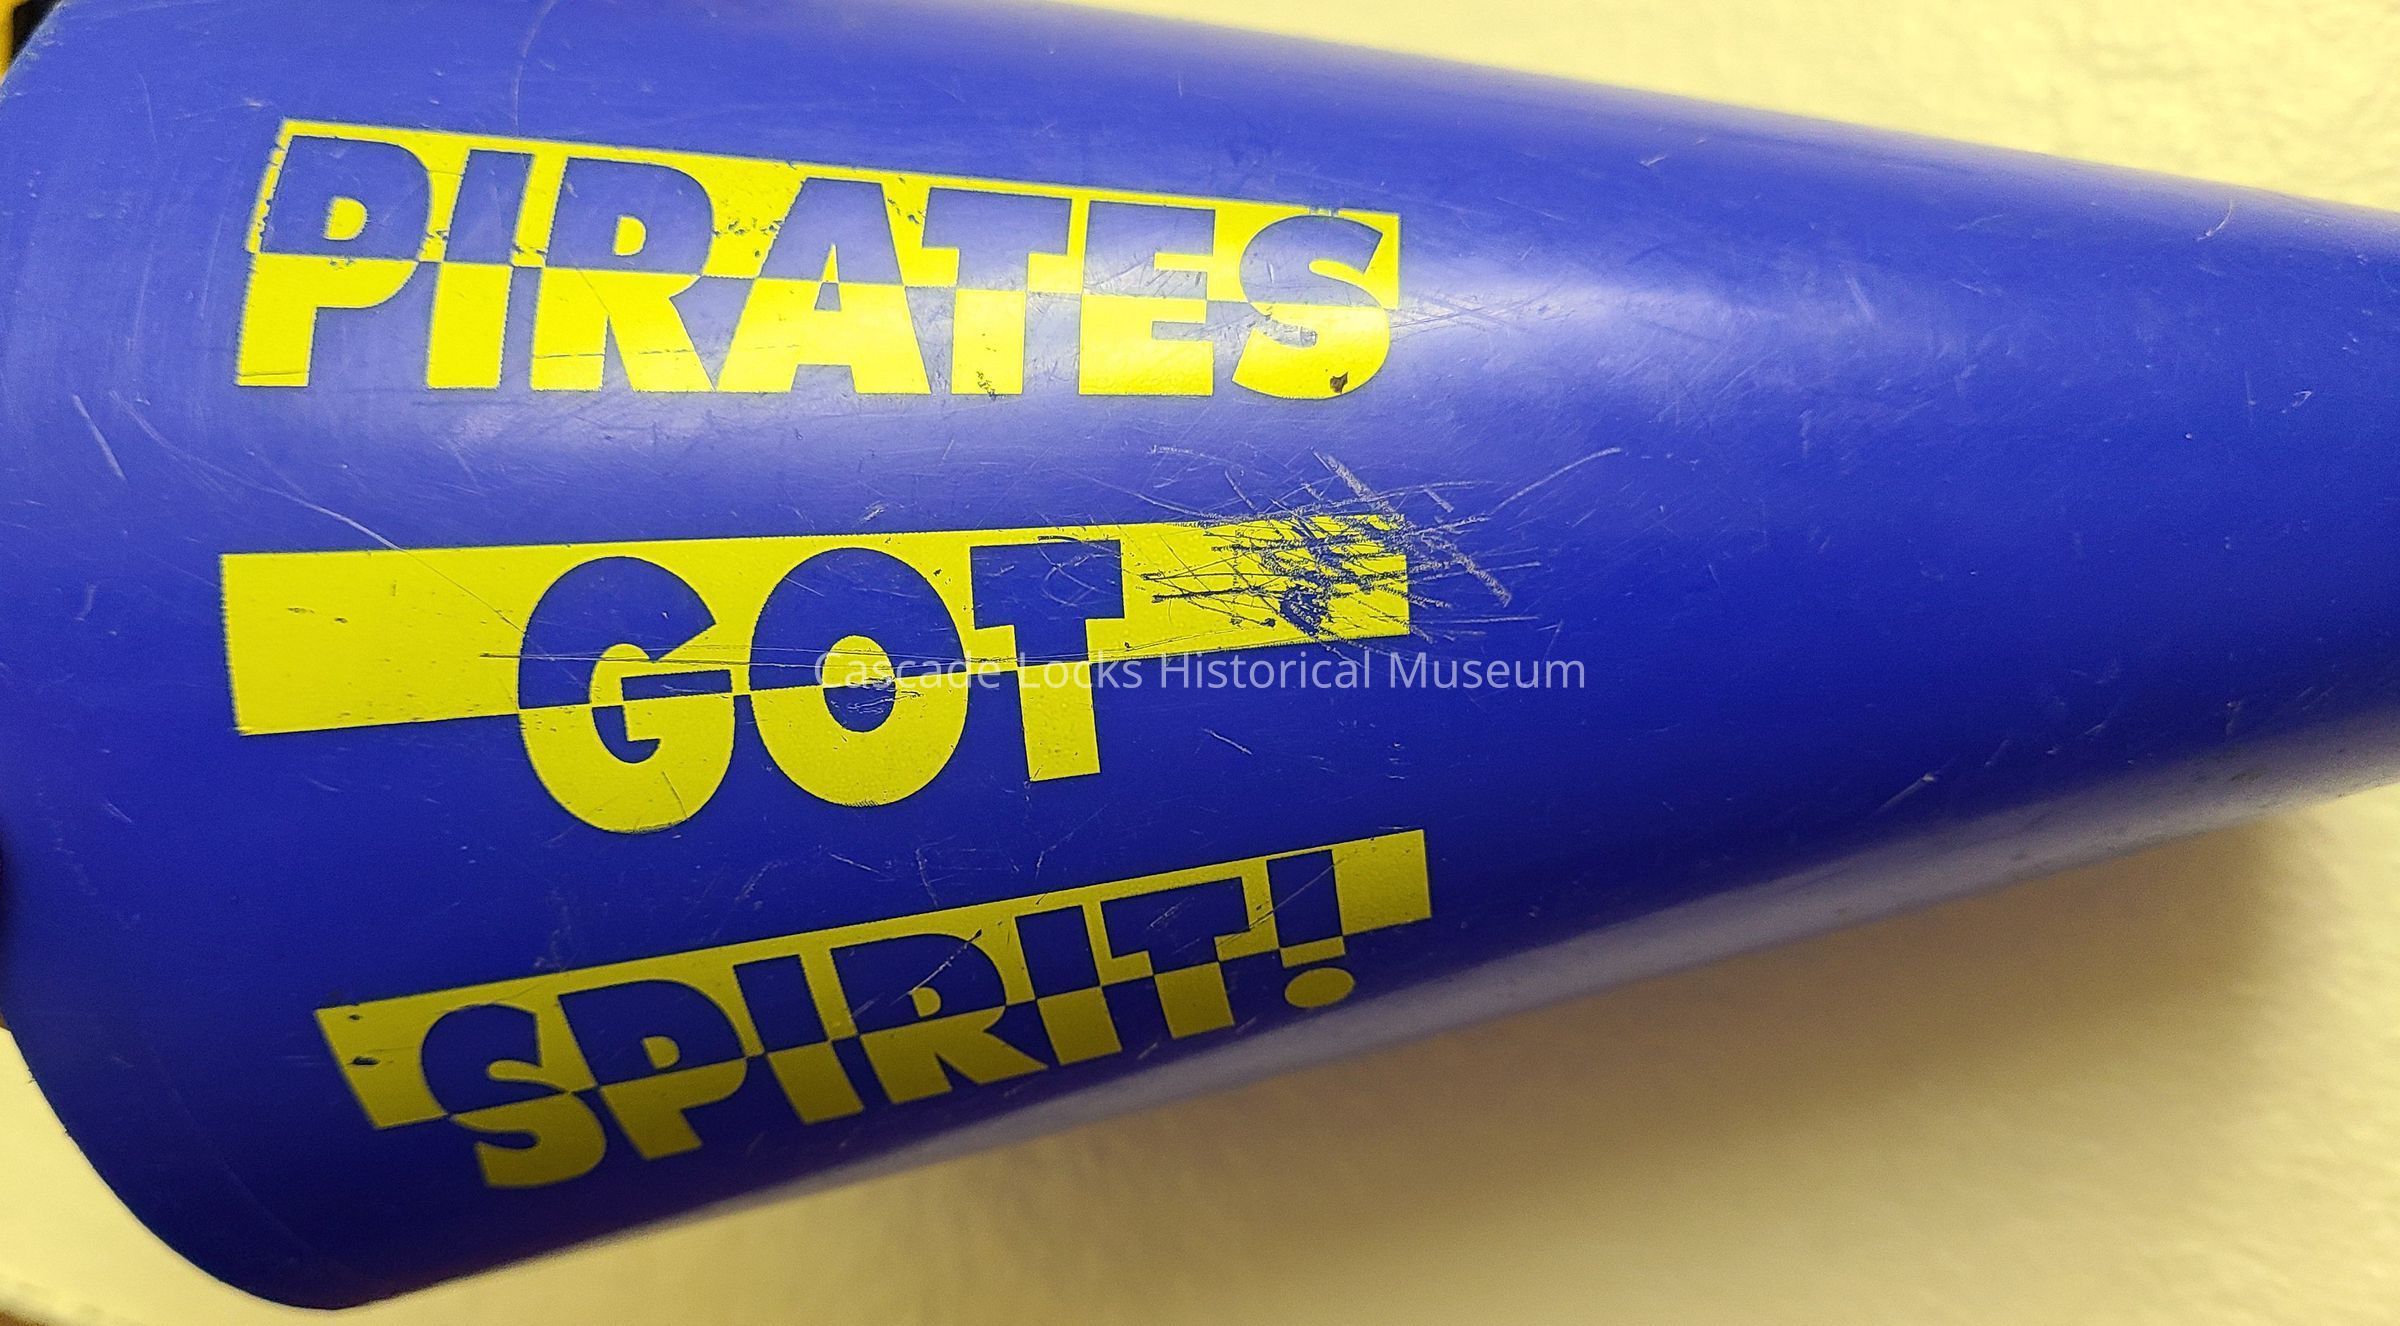 PIRATES
GOT
Cascade Locks Historical Museum
SPIRIT!